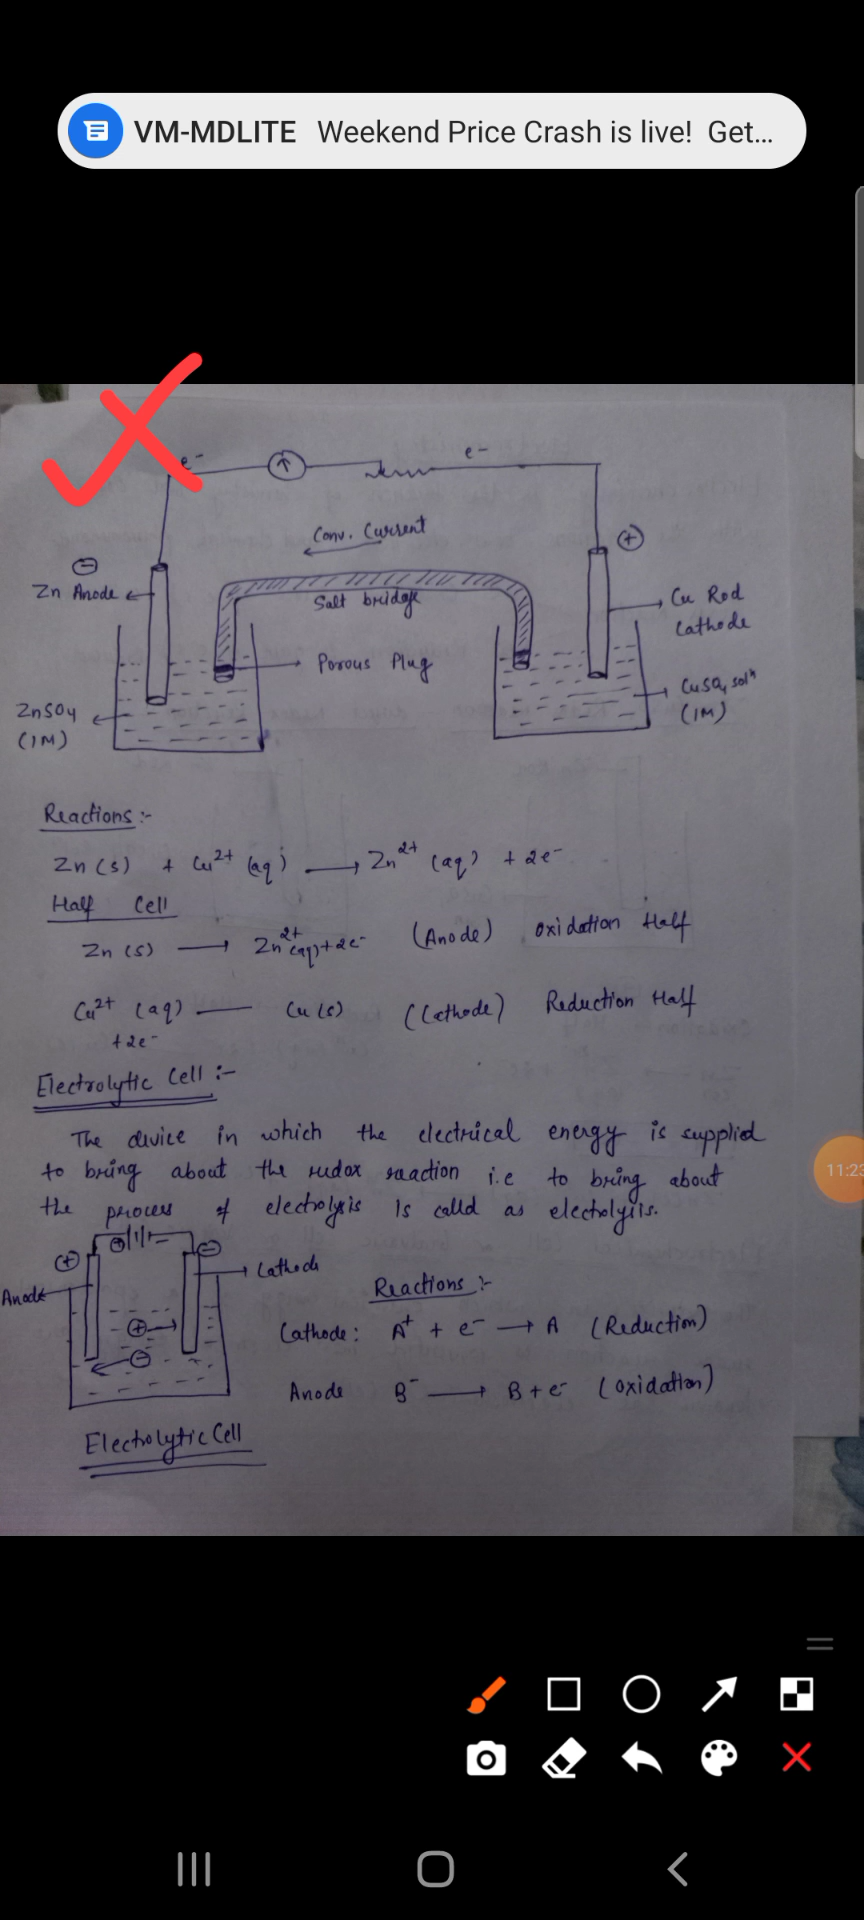 VM-MDLITE Weekend Price Crash is live! Get...
e-
e-
Conv. Current
Zn Anode
Salt bridge
Cu Rod
Cathode
Porous Plug
ZnSO4
(1M)
CuSO4 solⁿ
(1M)
Reactions :-
Zn (s) + Cu²⁺ (aq) ⟶ Zn²⁺ (aq) + 2e⁻
Half Cell
Zn (s) ⟶ Zn²⁺(aq)+2e⁻ (Anode) Oxidation Half
Cu²⁺ (aq) — Cu (s) (Cathode) Reduction Half
+2e⁻
Electrolytic Cell :-
The device in which the electrical energy is supplied
to bring about the redox reaction i.e to bring about
the process of electrolysis is called as electrolysis.
Cathode
Anode
Reactions :-
Cathode: A⁺ + e⁻ ⟶ A (Reduction)
Anode B⁻ ⟶ B + e⁻ (Oxidation)
Electrolytic Cell
11:23